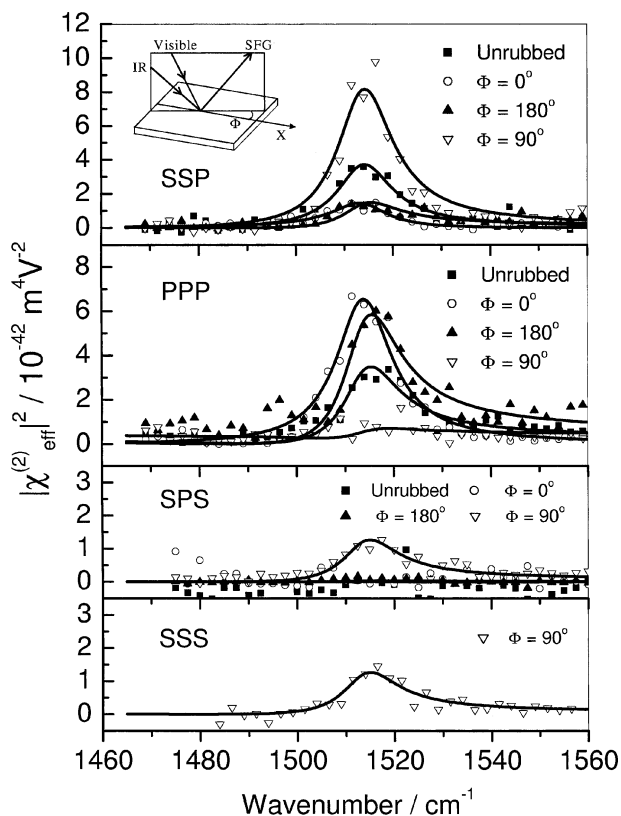 12
10
8
6
4
2
0
Visible
SFG
IR
Φ
X
Unrubbed
Φ = 0°
Φ = 180°
Φ = 90°
SSP
8
6
4
2
0
PPP
Unrubbed
Φ = 0°
Φ = 180°
Φ = 90°
3
2
1
0
SPS
Unrubbed Φ = 0°
Φ = 180° Φ = 90°
3
2
1
0
SSS
Φ = 90°
|χ⁽²⁾eff|² / 10⁻⁴² m⁴V⁻²
1460 1480 1500 1520 1540 1560
Wavenumber / cm⁻¹